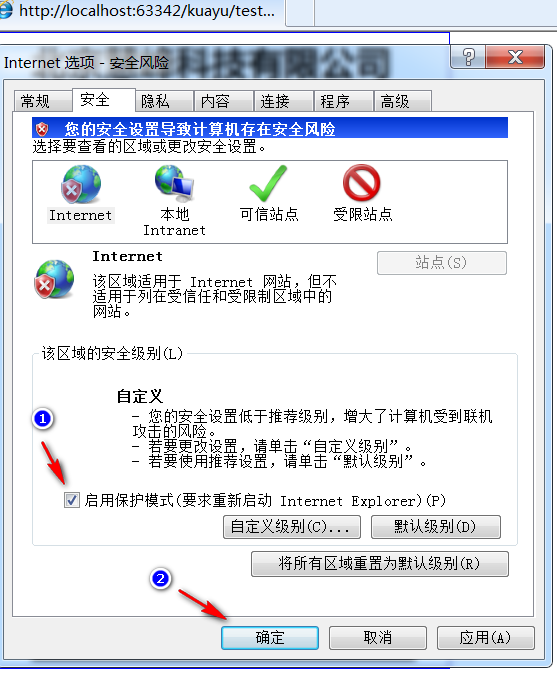 http://localhost:63342/kuayu/test...
科技有限公司
Internet 选项 - 安全风险
?
常规 安全 隐私 内容 连接 程序 高级
您的安全设置导致计算机存在安全风险
选择要查看的区域或更改安全设置。
Internet 本地 可信站点 受限站点
Intranet
Internet
站点(S)
该区域适用于 Internet 网站，但不
适用于列在受信任和受限制区域中的
网站。
该区域的安全级别(L)
自定义
- 您的安全设置低于推荐级别，增大了计算机受到联机
攻击的风险。
- 若要更改设置，请单击“自定义级别”。
- 若要使用推荐设置，请单击“默认级别”。
1
启用保护模式(要求重新启动 Internet Explorer)(P)
自定义级别(C)... 默认级别(D)
将所有区域重置为默认级别(R)
2
确定 取消 应用(A)